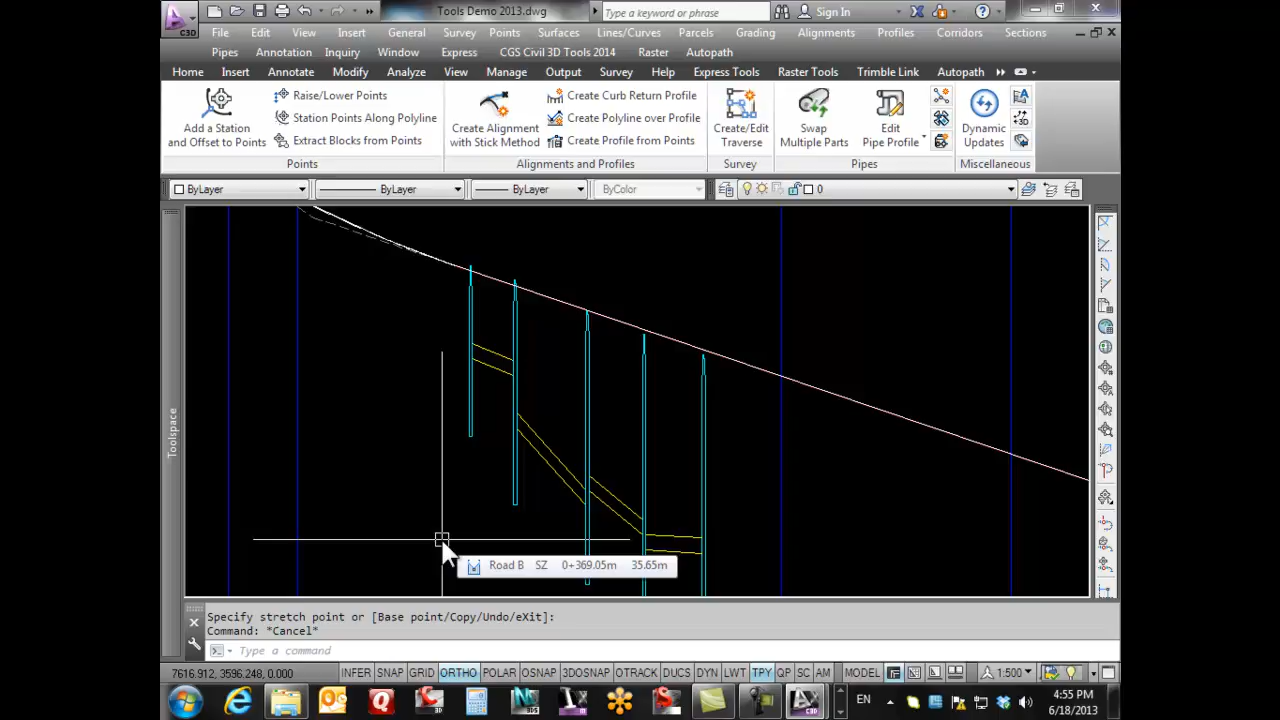 Tools Demo 2013.dwg
Type a keyword or phrase
Sign In
C3D
File Edit View Insert General Survey Points Surfaces Lines/Curves Parcels Grading Alignments Profiles Corridors Sections
Pipes Annotation Inquiry Window Express CGS Civil 3D Tools 2014 Raster Autopath
Home Insert Annotate Modify Analyze View Manage Output Survey Help Express Tools Raster Tools Trimble Link Autopath
Add a Station and Offset to Points
Raise/Lower Points
Station Points Along Polyline
Extract Blocks from Points
Points
Create Alignment with Stick Method
Create Curb Return Profile
Create Polyline over Profile
Create Profile from Points
Alignments and Profiles
Create/Edit Traverse
Survey
Swap Multiple Parts
Edit Pipe Profile
Pipes
Dynamic Updates
Miscellaneous
ByLayer ByLayer ByLayer ByColor 0
Toolspace
Road B SZ 0+369.05m 35.65m
Specify stretch point or [Base point/Copy/Undo/eXit]:
Command: *Cancel*
Type a command
7616.912, 3596.248, 0.000 INFER SNAP GRID ORTHO POLAR OSNAP 3DOSNAP OTRACK DUCS DYN LWT TPY QP SC AM MODEL 1:500
EN
4:55 PM
6/18/2013